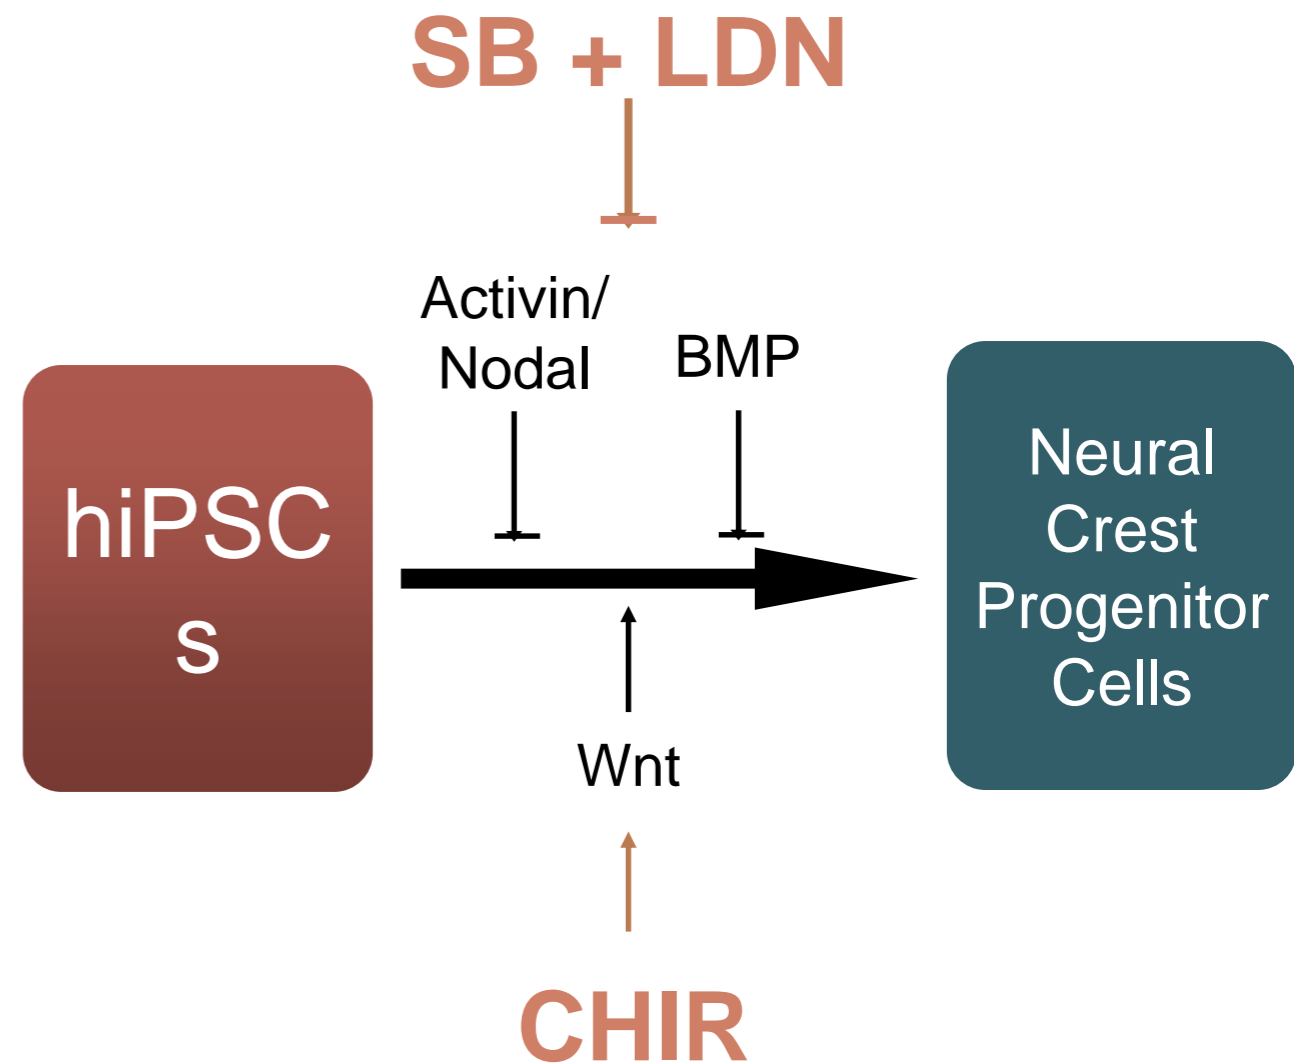 SB + LDN
Activin/
Nodal
BMP
hiPSC
s
Neural
Crest
Progenitor
Cells
Wnt
CHIR